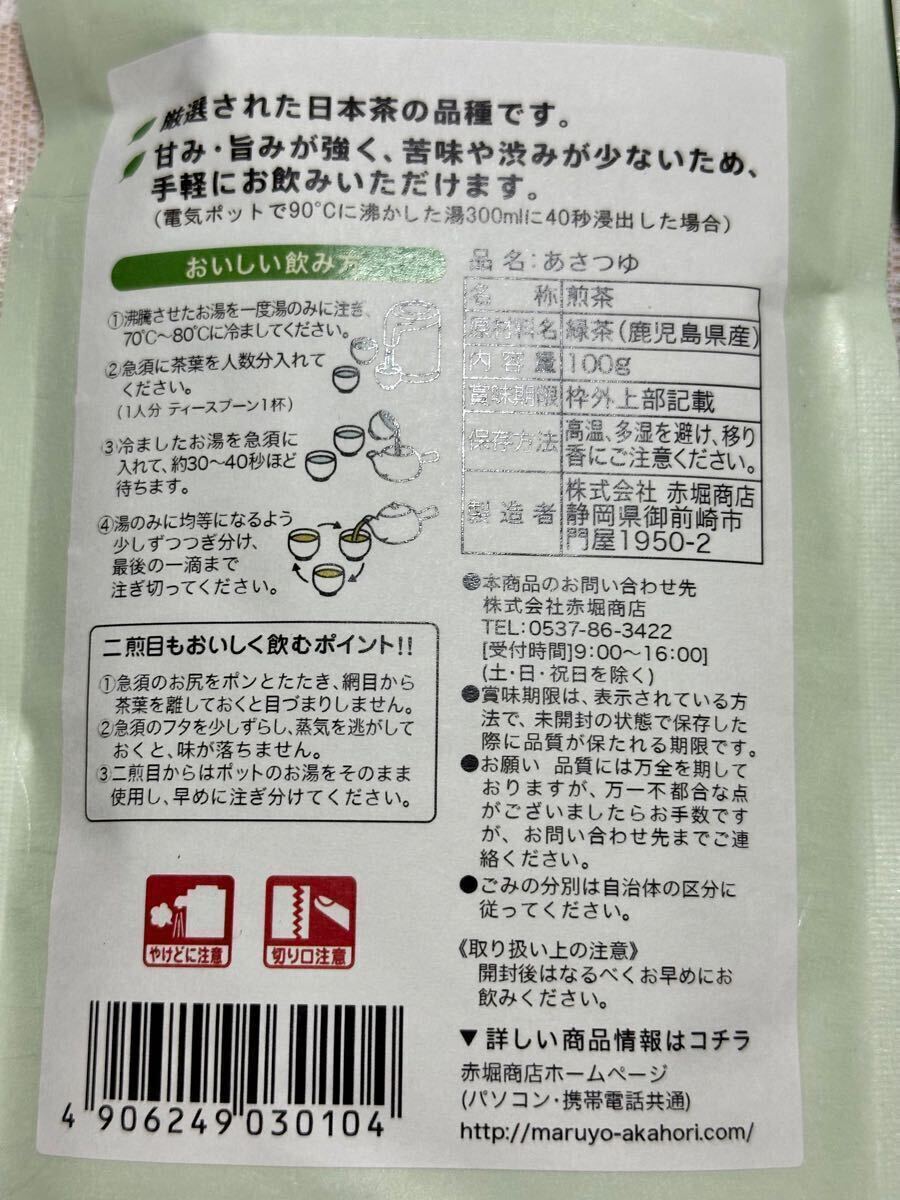 厳選された日本茶の品種です。
甘み・旨みが強く、苦味や渋みが少ないため、
手軽にお飲みいただけます。
(電気ポットで90℃に沸かした湯300mlに40秒浸出した場合)
おいしい飲み方
①沸騰させたお湯を一度湯のみに注ぎ、
70℃～80℃に冷ましてください。
②急須に茶葉を人数分入れて
ください。
(1人分 ティースプーン1杯)
③冷ましたお湯を急須に
入れて、約30～40秒ほど
待ちます。
④湯のみに均等になるよう
少しずつつぎ分け、
最後の一滴まで
注ぎ切ってください。
二煎目もおいしく飲むポイント!!
①急須のお尻をポンとたたき、網目から
茶葉を離しておくと目づまりしません。
②急須のフタを少しずらし、蒸気を逃がして
おくと、味が落ちません。
③二煎目からはポットのお湯をそのまま
使用し、早めに注ぎ分けてください。
やけどに注意
切り口注意
4 906249 030104
品名:あさつゆ
名称 煎茶
原材料名 緑茶(鹿児島県産)
内容量 100g
賞味期限 枠外上部記載
保存方法 高温、多湿を避け、移り
香にご注意ください。
製造者 株式会社 赤堀商店
静岡県御前崎市
門屋1950-2
●本商品のお問い合わせ先
株式会社赤堀商店
TEL:0537-86-3422
[受付時間]9:00～16:00]
(土・日・祝日を除く)
●賞味期限は、表示されている方
法で、未開封の状態で保存した
際に品質が保たれる期限です。
●お願い 品質には万全を期して
おりますが、万一不都合な点
がございましたらお手数です
が、お問い合わせ先までご連
絡ください。
●ごみの分別は自治体の区分に
従ってください。
《取り扱い上の注意》
開封後はなるべくお早めにお
飲みください。
▼詳しい商品情報はコチラ
赤堀商店ホームページ
(パソコン・携帯電話共通)
http://maruyo-akahori.com/